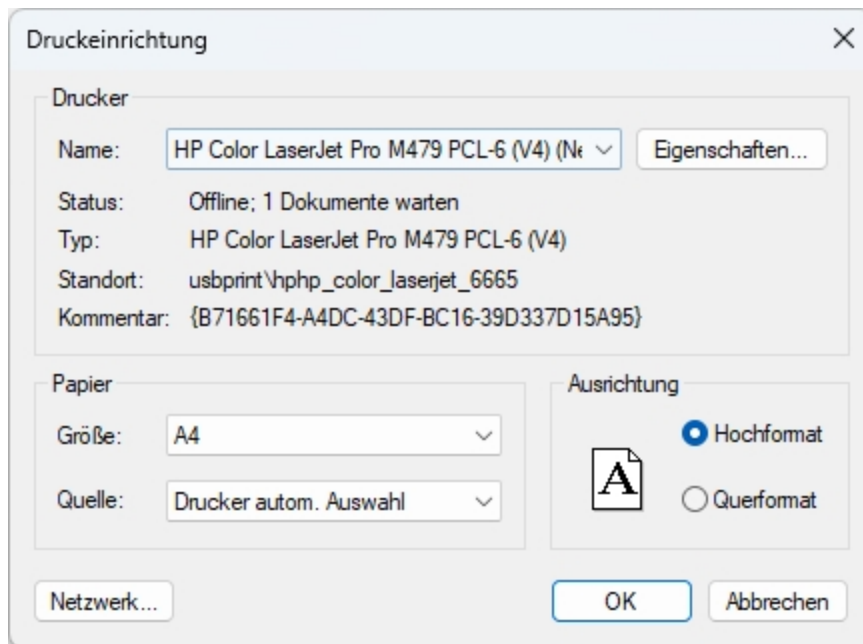 Druckeinrichtung
Drucker
Name: HP Color LaserJet Pro M479 PCL-6 (V4) (Ne Eigenschaften...
Status: Offline; 1 Dokumente warten
Typ: HP Color LaserJet Pro M479 PCL-6 (V4)
Standort: usbprint\hphp_color_laserjet_6665
Kommentar: {B71661F4-A4DC-43DF-BC16-39D337D15A95}
Papier
Größe: A4
Quelle: Drucker autom. Auswahl
Ausrichtung
A
Hochformat
Querformat
Netzwerk... OK Abbrechen